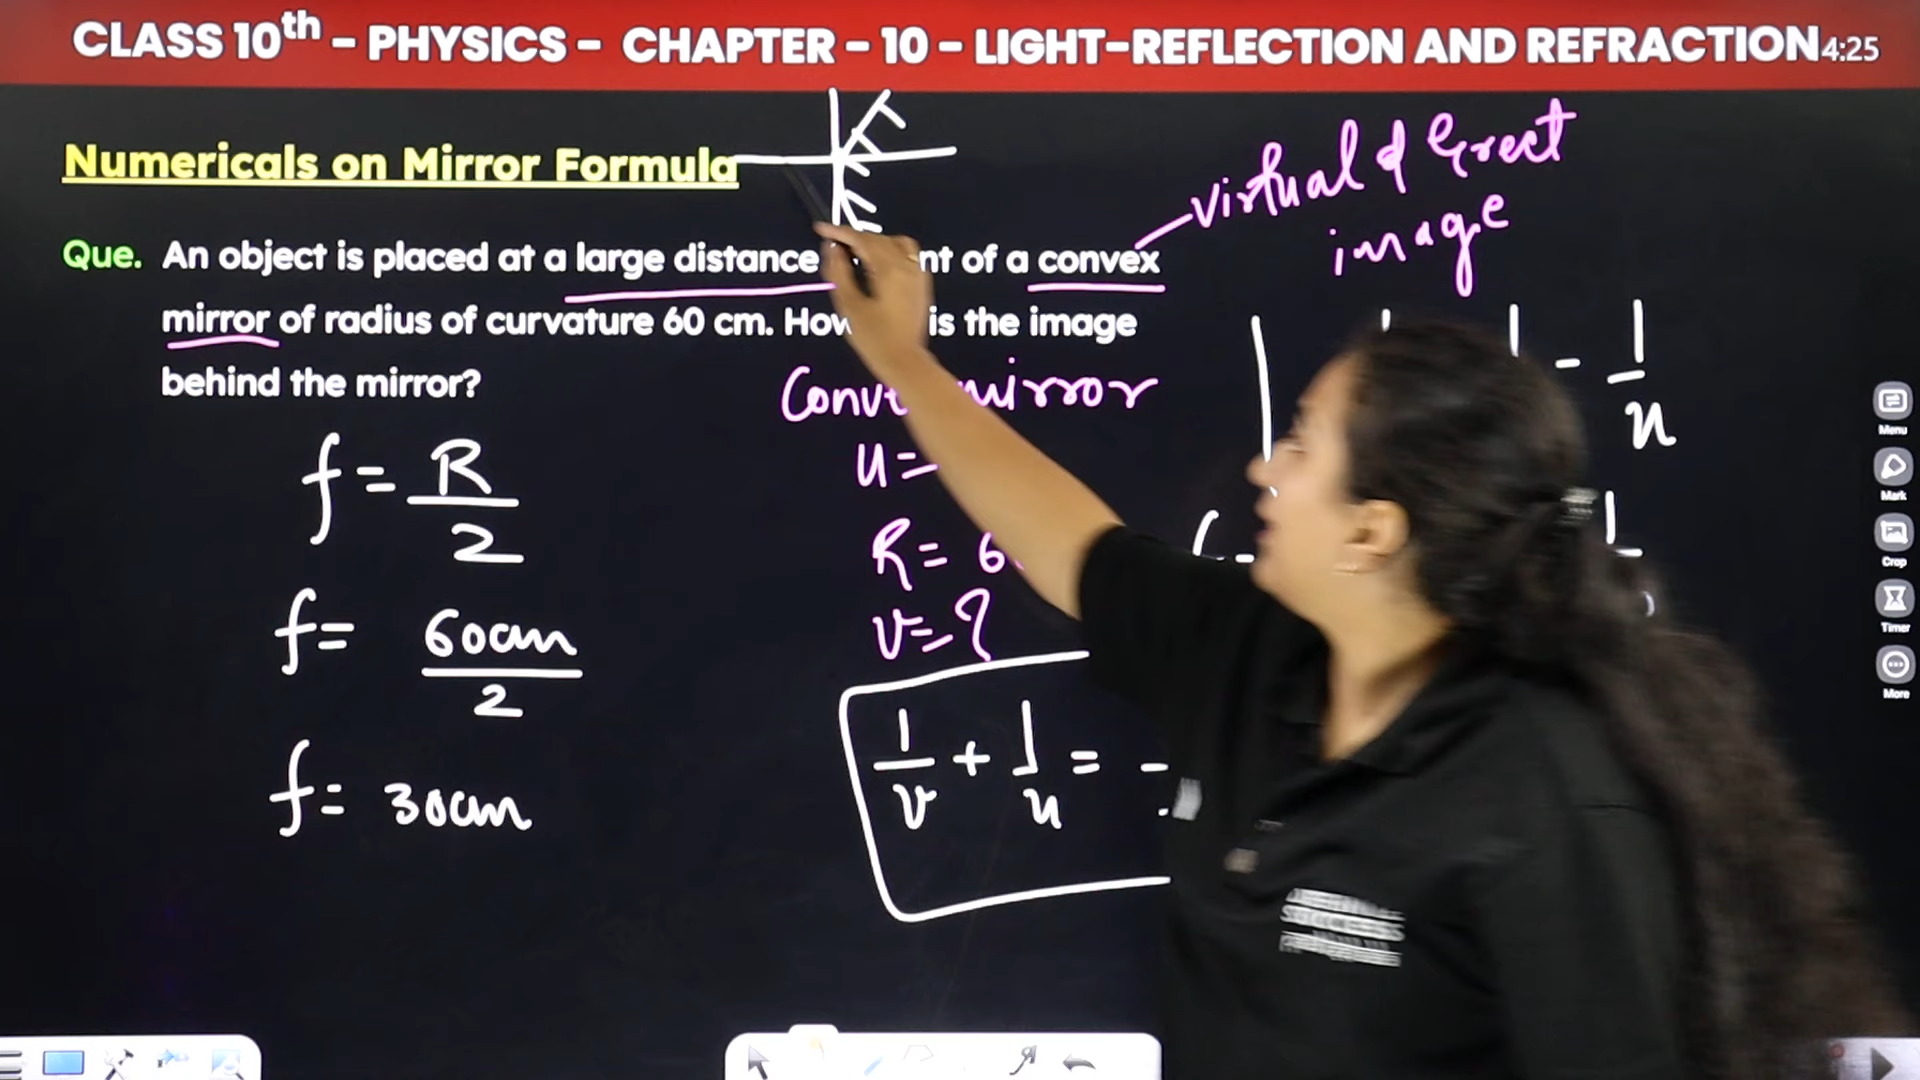 CLASS 10th – PHYSICS – CHAPTER – 10 – LIGHT-REFLECTION AND REFRACTION 4:25
Numericals on Mirror Formula
virtual & Erect
image
Que. An object is placed at a large distance of a convex
mirror of radius of curvature 60 cm. How is the image
behind the mirror?
mirror
f = R/2
u =
R = 6
v = ?
f = 60cm/2
f = 30cm
1/v + 1/u =
- 1/u
Menu
Mark
Crop
Timer
More